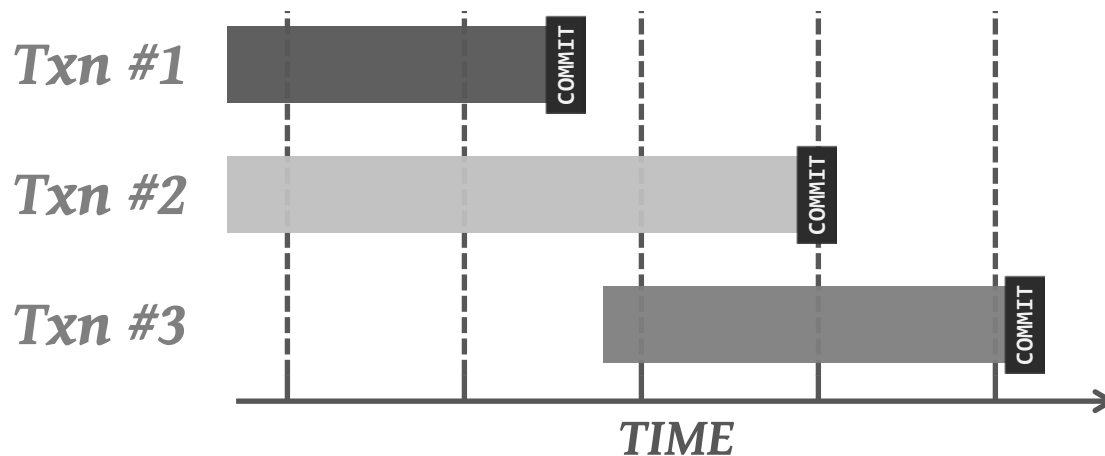 Txn #1
COMMIT
Txn #2
COMMIT
Txn #3
COMMIT
TIME